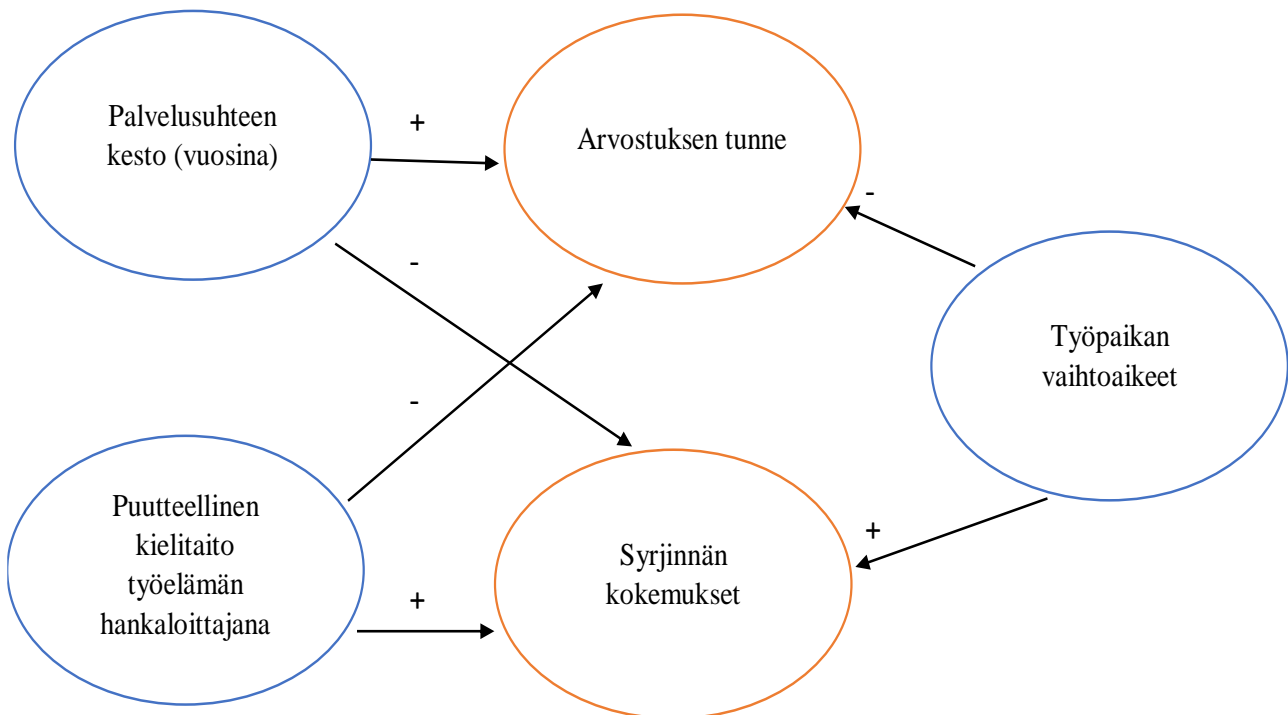 Palvelusuhteen
kesto (vuosina)
+
Arvostuksen tunne
-
-
Työpaikan
vaihtoaikeet
-
Puutteellinen
kielitaito
työelämän
hankaloittajana
+
Syrjinnän
kokemukset
+